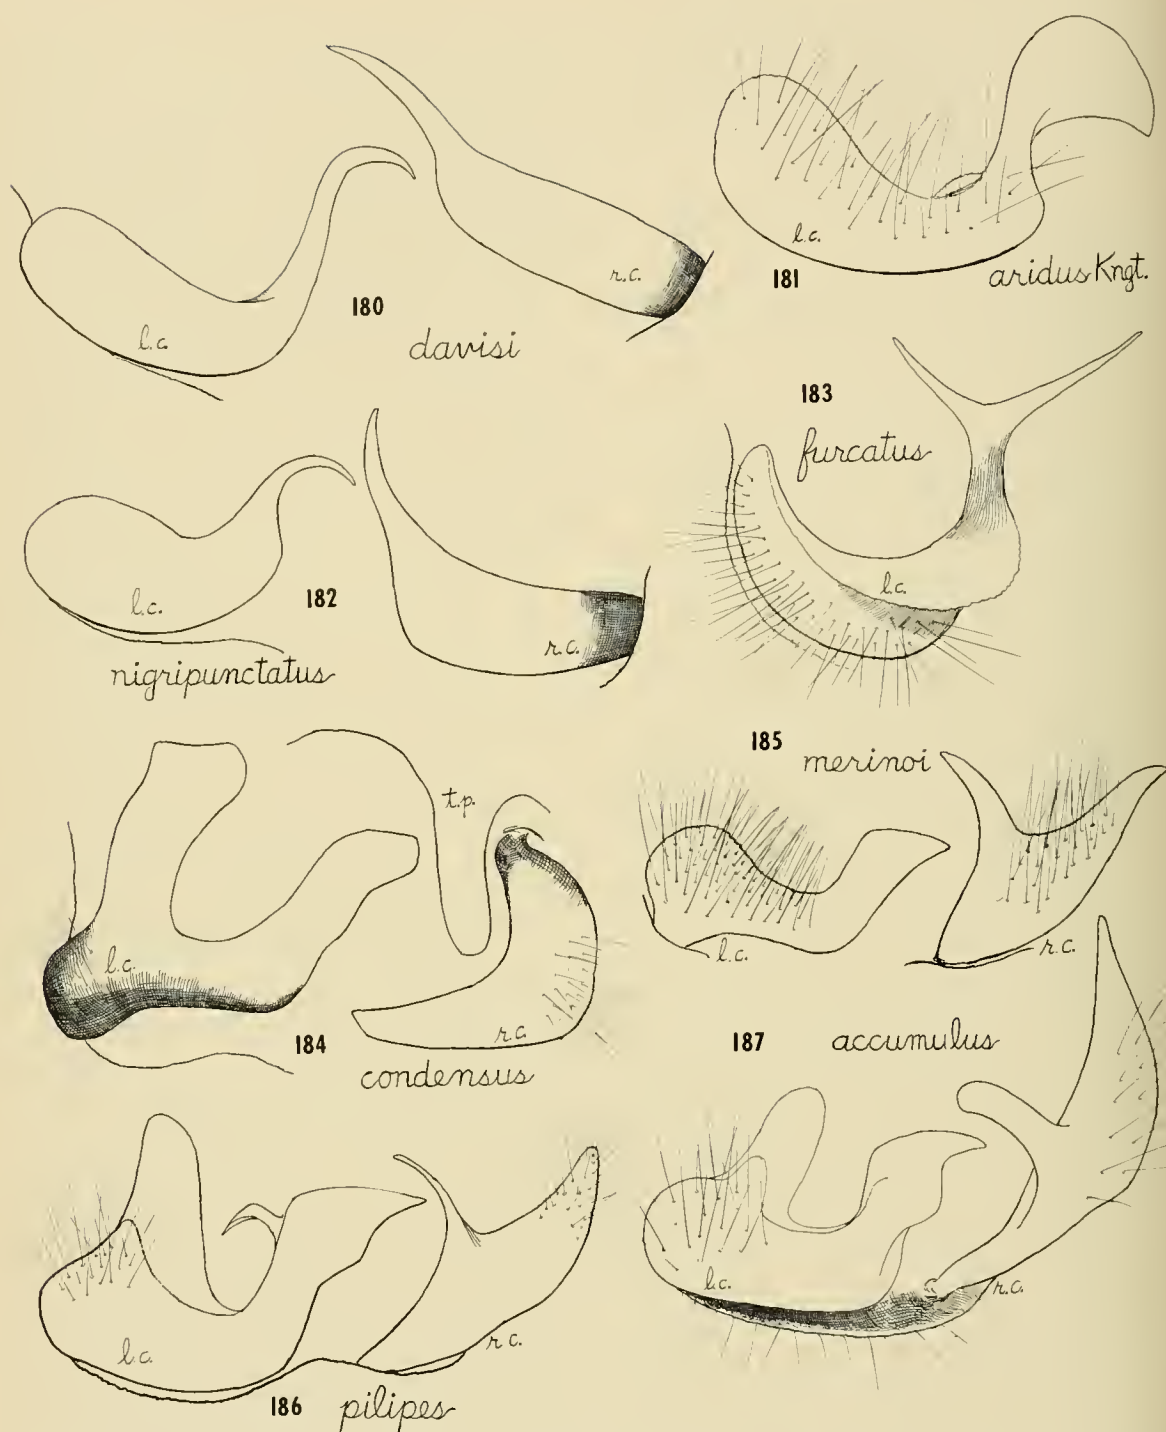 l.c.
r.c.
180
davisi
l.c.
181
aridus Kngt.
l.c.
182
r.c.
nigripunctatus
183
furcatus
l.c.
t.p.
l.c.
r.c
184
condensus
185
merinoi
l.c.
r.c.
l.c.
r.c.
186 pilipes
187 accumulus
l.c.
r.c.